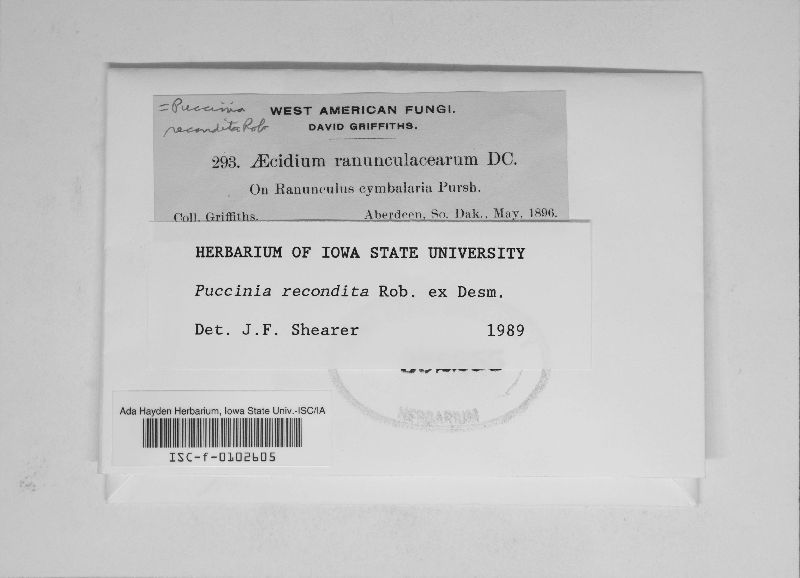 =Puccinia
recondita Rob
WEST AMERICAN FUNGI.
DAVID GRIFFITHS.
293. Æcidium ranunculacearum DC.
On Ranunculus cymbalaria Pursh.
Coll. Griffiths. Aberdeen, So. Dak., May, 1896.
HERBARIUM OF IOWA STATE UNIVERSITY
Puccinia recondita Rob. ex Desm.
Det. J.F. Shearer 1989
HERBARIUM
Ada Hayden Herbarium, Iowa State Univ.-ISC/IA
ISC-f-0102605